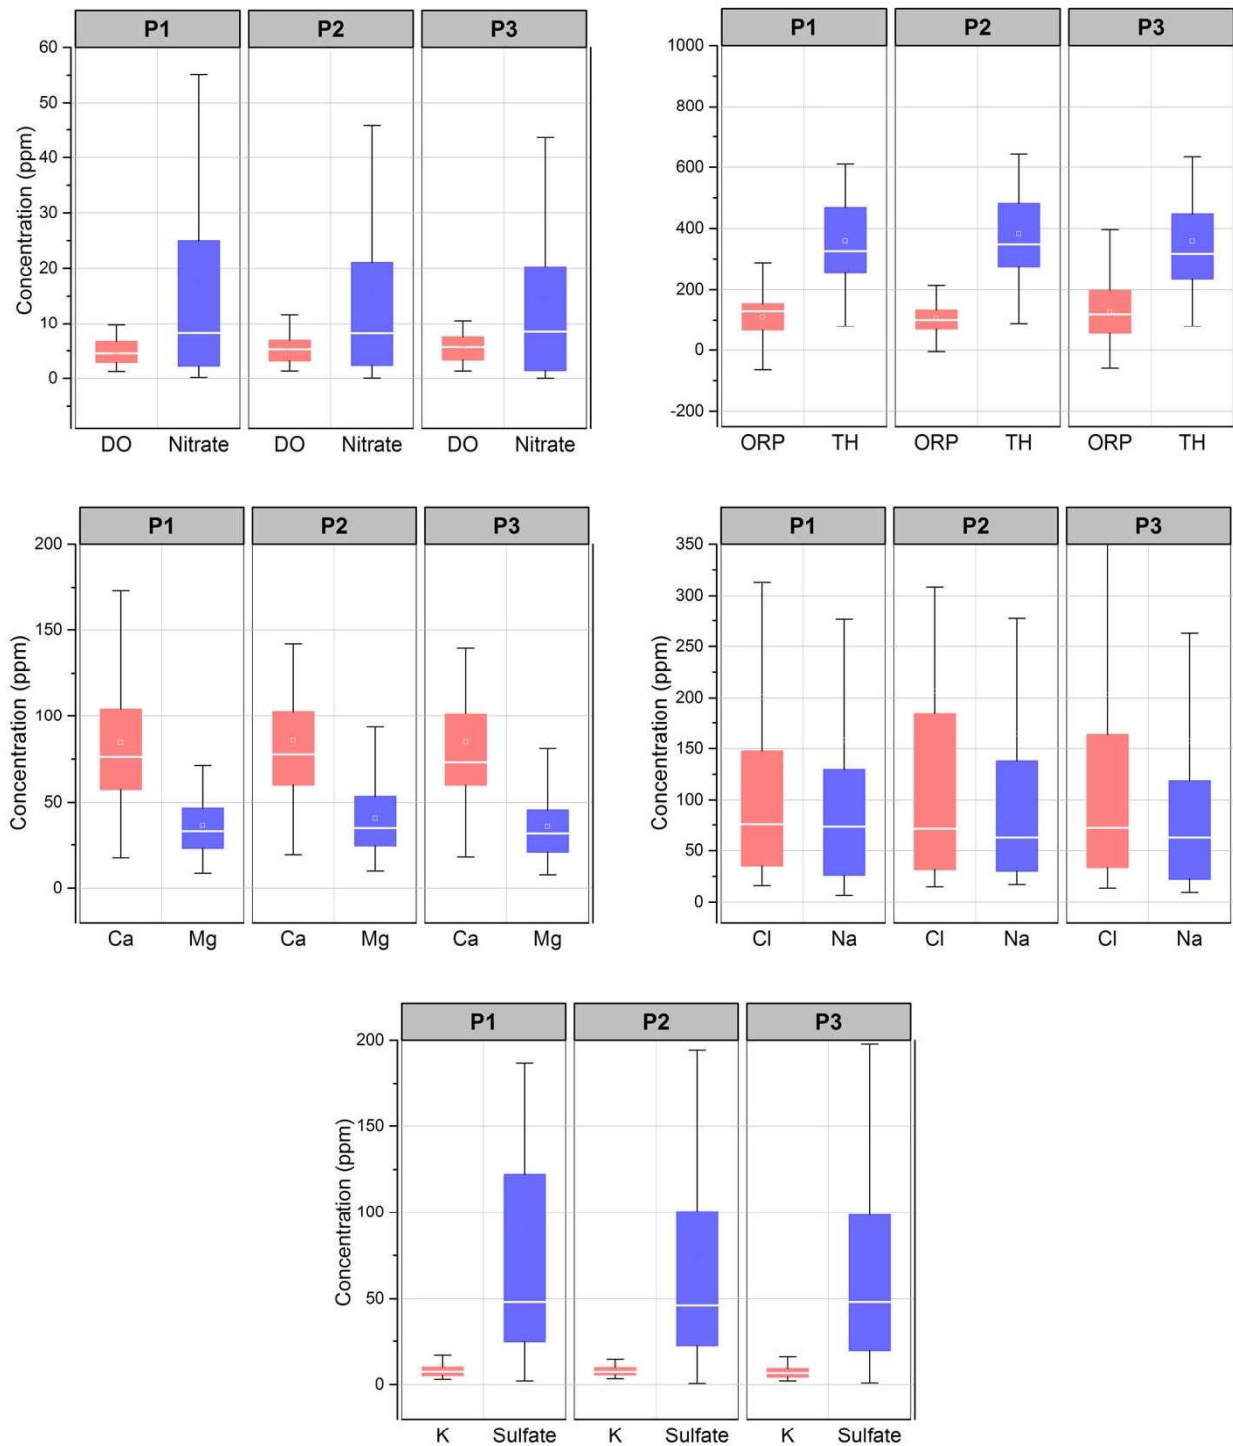 P1 P2 P3
60
50
40
30
20
10
0
Concentration (ppm)
DO Nitrate DO Nitrate DO Nitrate
P1 P2 P3
1000
800
600
400
200
0
-200
ORP TH ORP TH ORP TH
P1 P2 P3
200
150
100
50
0
Concentration (ppm)
Ca Mg Ca Mg Ca Mg
P1 P2 P3
350
300
250
200
150
100
50
0
Concentration (ppm)
Cl Na Cl Na Cl Na
P1 P2 P3
200
150
100
50
0
Concentration (ppm)
K Sulfate K Sulfate K Sulfate